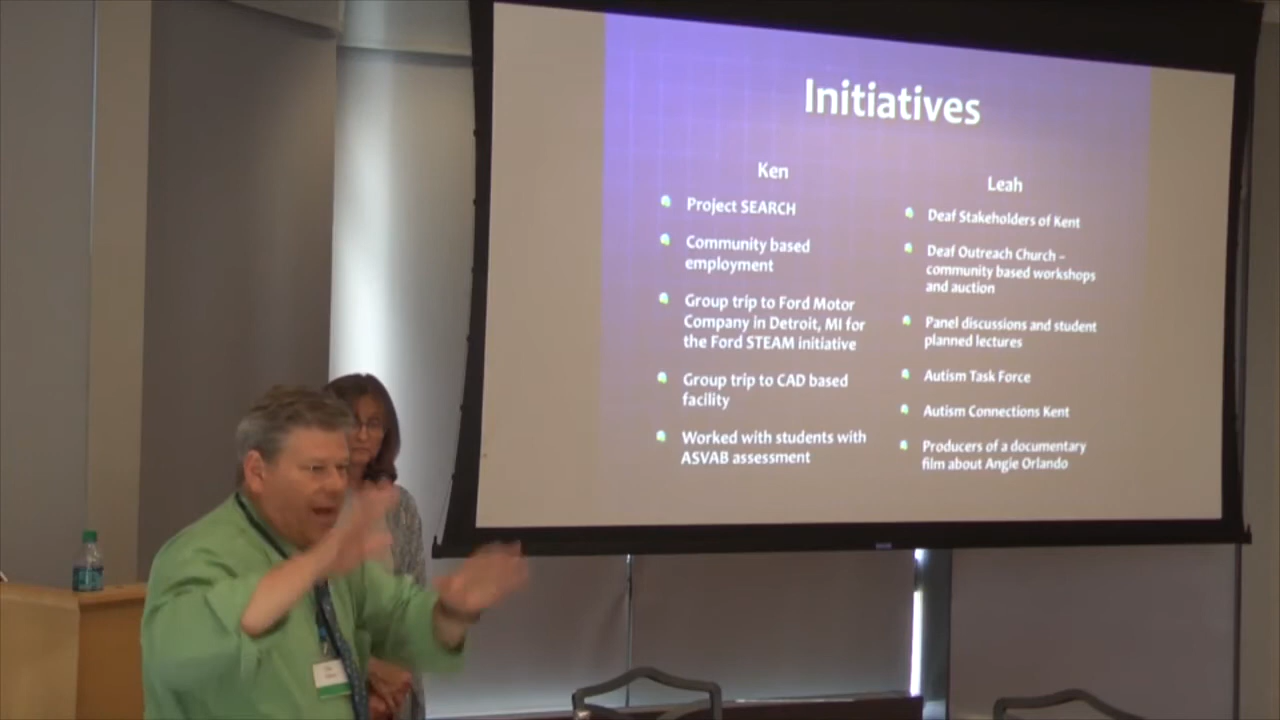 Initiatives
Ken
Project SEARCH
Community based
employment
Group trip to Ford Motor
Company in Detroit, MI for
the Ford STEAM initiative
Group trip to CAD based
facility
Worked with students with
ASVAB assessment
Leah
Deaf Stakeholders of Kent
Deaf Outreach Church –
community based workshops
and auction
Panel discussions and student
planned lectures
Autism Task Force
Autism Connections Kent
Producers of a documentary
film about Angie Orlando